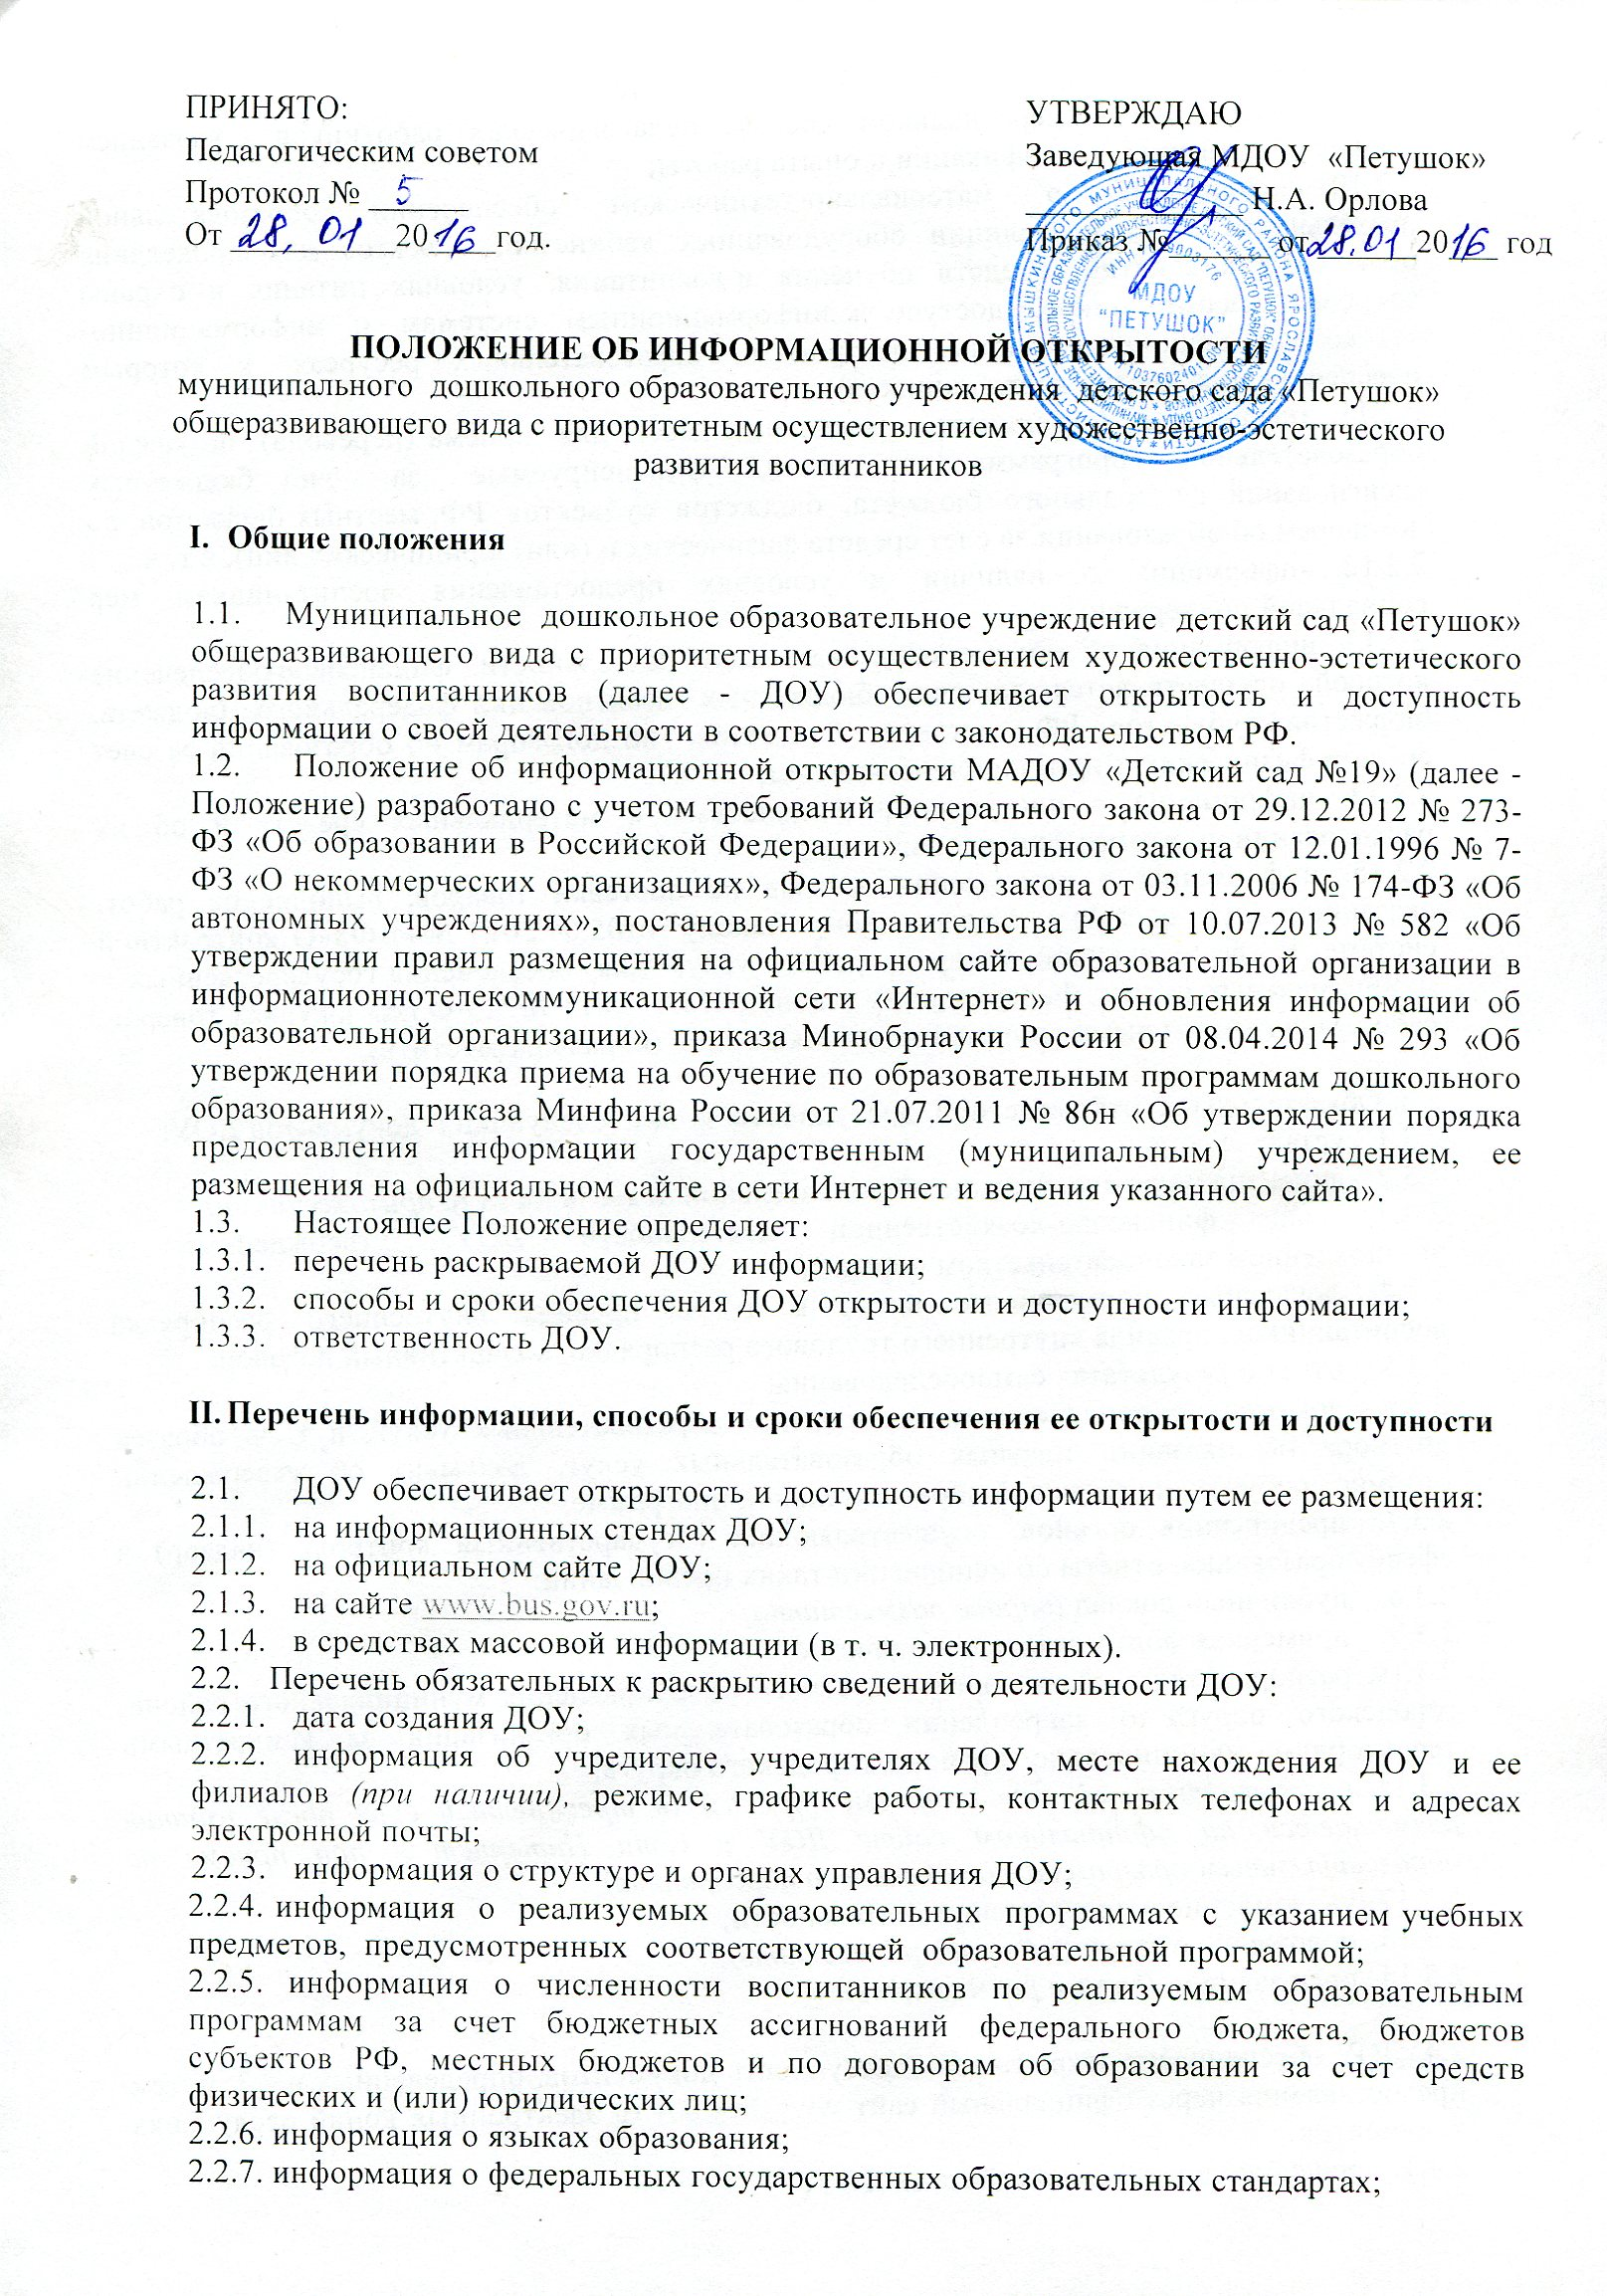 ПРИНЯТО:
Педагогическим советом
Протокол № 5
От 28. 01 2016 год.
УТВЕРЖДАЮ
Заведующая МДОУ «Петушок»
Н.А. Орлова
Приказ № от 28.01 2016 год
МДОУ
"ПЕТУШОК"
ПОЛОЖЕНИЕ ОБ ИНФОРМАЦИОННОЙ ОТКРЫТОСТИ
муниципального дошкольного образовательного учреждения детского сада «Петушок»
общеразвивающего вида с приоритетным осуществлением художественно-эстетического
развития воспитанников
I. Общие положения
1.1. Муниципальное дошкольное образовательное учреждение детский сад «Петушок»
общеразвивающего вида с приоритетным осуществлением художественно-эстетического
развития воспитанников (далее - ДОУ) обеспечивает открытость и доступность
информации о своей деятельности в соответствии с законодательством РФ.
1.2. Положение об информационной открытости МАДОУ «Детский сад №19» (далее -
Положение) разработано с учетом требований Федерального закона от 29.12.2012 № 273-
ФЗ «Об образовании в Российской Федерации», Федерального закона от 12.01.1996 № 7-
ФЗ «О некоммерческих организациях», Федерального закона от 03.11.2006 № 174-ФЗ «Об
автономных учреждениях», постановления Правительства РФ от 10.07.2013 № 582 «Об
утверждении правил размещения на официальном сайте образовательной организации в
информационнотелекоммуникационной сети «Интернет» и обновления информации об
образовательной организации», приказа Минобрнауки России от 08.04.2014 № 293 «Об
утверждении порядка приема на обучение по образовательным программам дошкольного
образования», приказа Минфина России от 21.07.2011 № 86н «Об утверждении порядка
предоставления информации государственным (муниципальным) учреждением, ее
размещения на официальном сайте в сети Интернет и ведения указанного сайта».
1.3. Настоящее Положение определяет:
1.3.1. перечень раскрываемой ДОУ информации;
1.3.2. способы и сроки обеспечения ДОУ открытости и доступности информации;
1.3.3. ответственность ДОУ.
II. Перечень информации, способы и сроки обеспечения ее открытости и доступности
2.1. ДОУ обеспечивает открытость и доступность информации путем ее размещения:
2.1.1. на информационных стендах ДОУ;
2.1.2. на официальном сайте ДОУ;
2.1.3. на сайте www.bus.gov.ru;
2.1.4. в средствах массовой информации (в т. ч. электронных).
2.2. Перечень обязательных к раскрытию сведений о деятельности ДОУ:
2.2.1. дата создания ДОУ;
2.2.2. информация об учредителе, учредителях ДОУ, месте нахождения ДОУ и ее
филиалов (при наличии), режиме, графике работы, контактных телефонах и адресах
электронной почты;
2.2.3. информация о структуре и органах управления ДОУ;
2.2.4. информация о реализуемых образовательных программах с указанием учебных
предметов, предусмотренных соответствующей образовательной программой;
2.2.5. информация о численности воспитанников по реализуемым образовательным
программам за счет бюджетных ассигнований федерального бюджета, бюджетов
субъектов РФ, местных бюджетов и по договорам об образовании за счет средств
физических и (или) юридических лиц;
2.2.6. информация о языках образования;
2.2.7. информация о федеральных государственных образовательных стандартах;